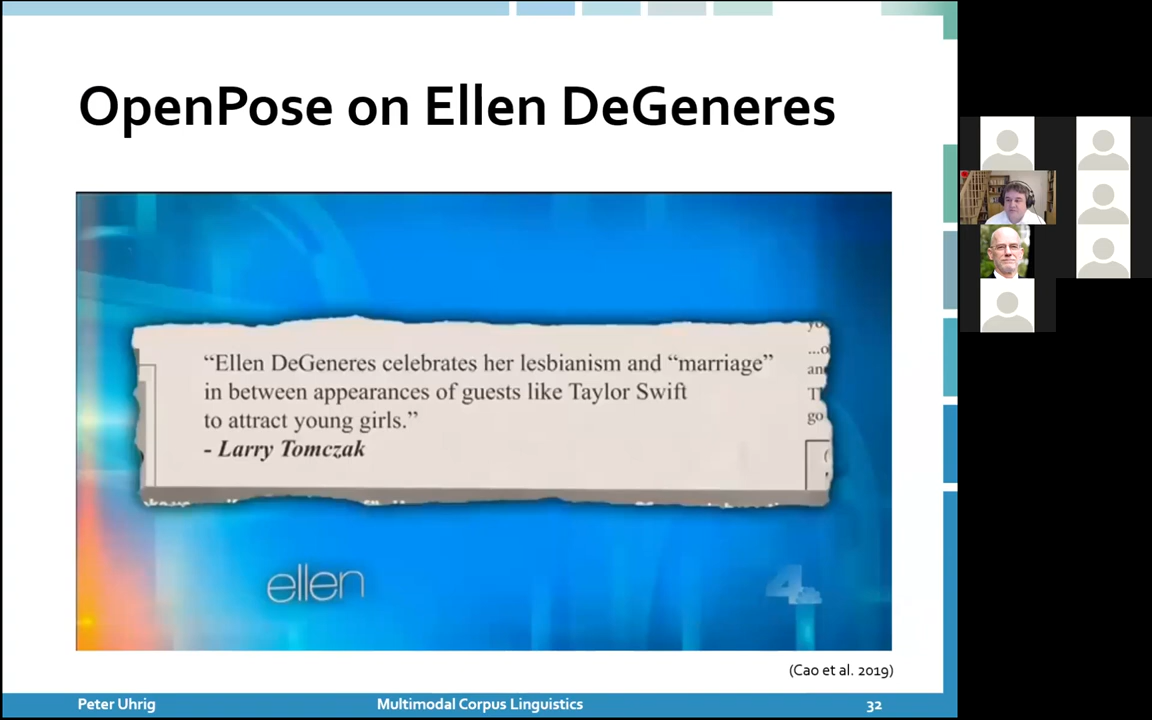 OpenPose on Ellen DeGeneres
“Ellen DeGeneres celebrates her lesbianism and “marriage”
in between appearances of guests like Taylor Swift
to attract young girls.”
- Larry Tomczak
ellen
4
(Cao et al. 2019)
Peter Uhrig
Multimodal Corpus Linguistics
32